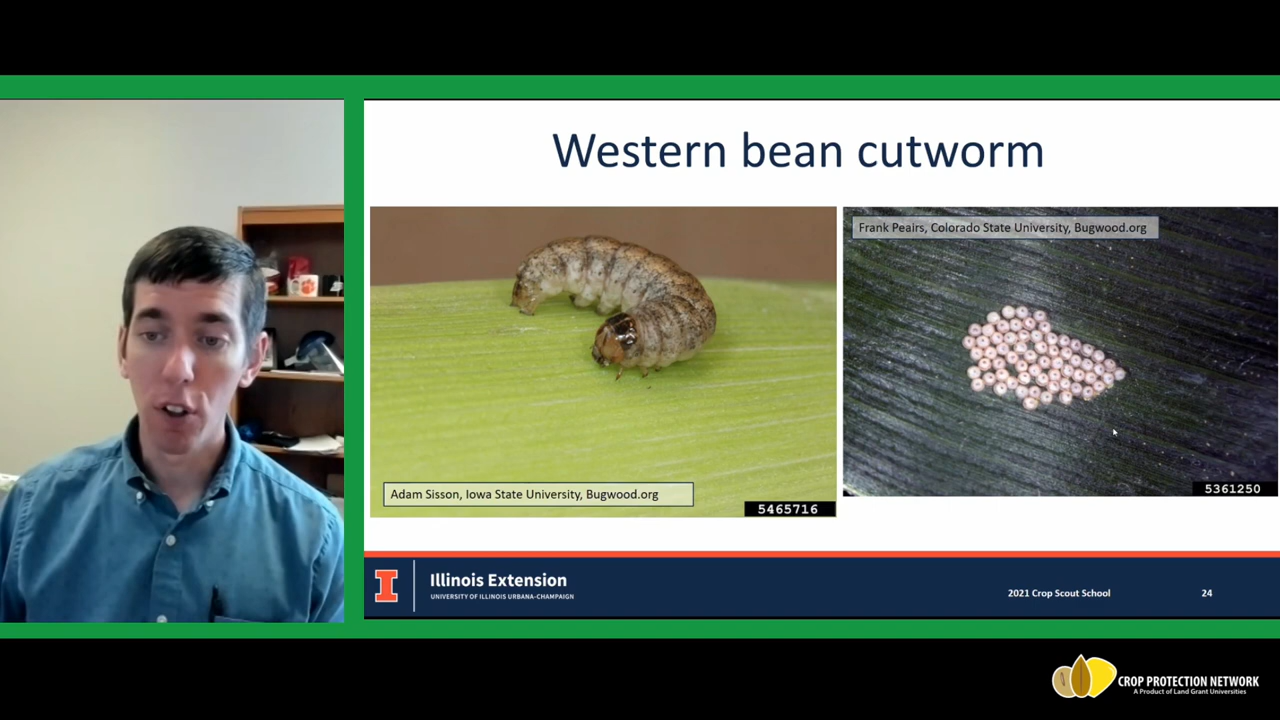 Western bean cutworm
Frank Peairs, Colorado State University, Bugwood.org
Adam Sisson, Iowa State University, Bugwood.org
5465716
5361250
I
Illinois Extension
UNIVERSITY OF ILLINOIS URBANA-CHAMPAIGN
2021 Crop Scout School
24
CROP PROTECTION NETWORK
A Product of Land Grant Universities